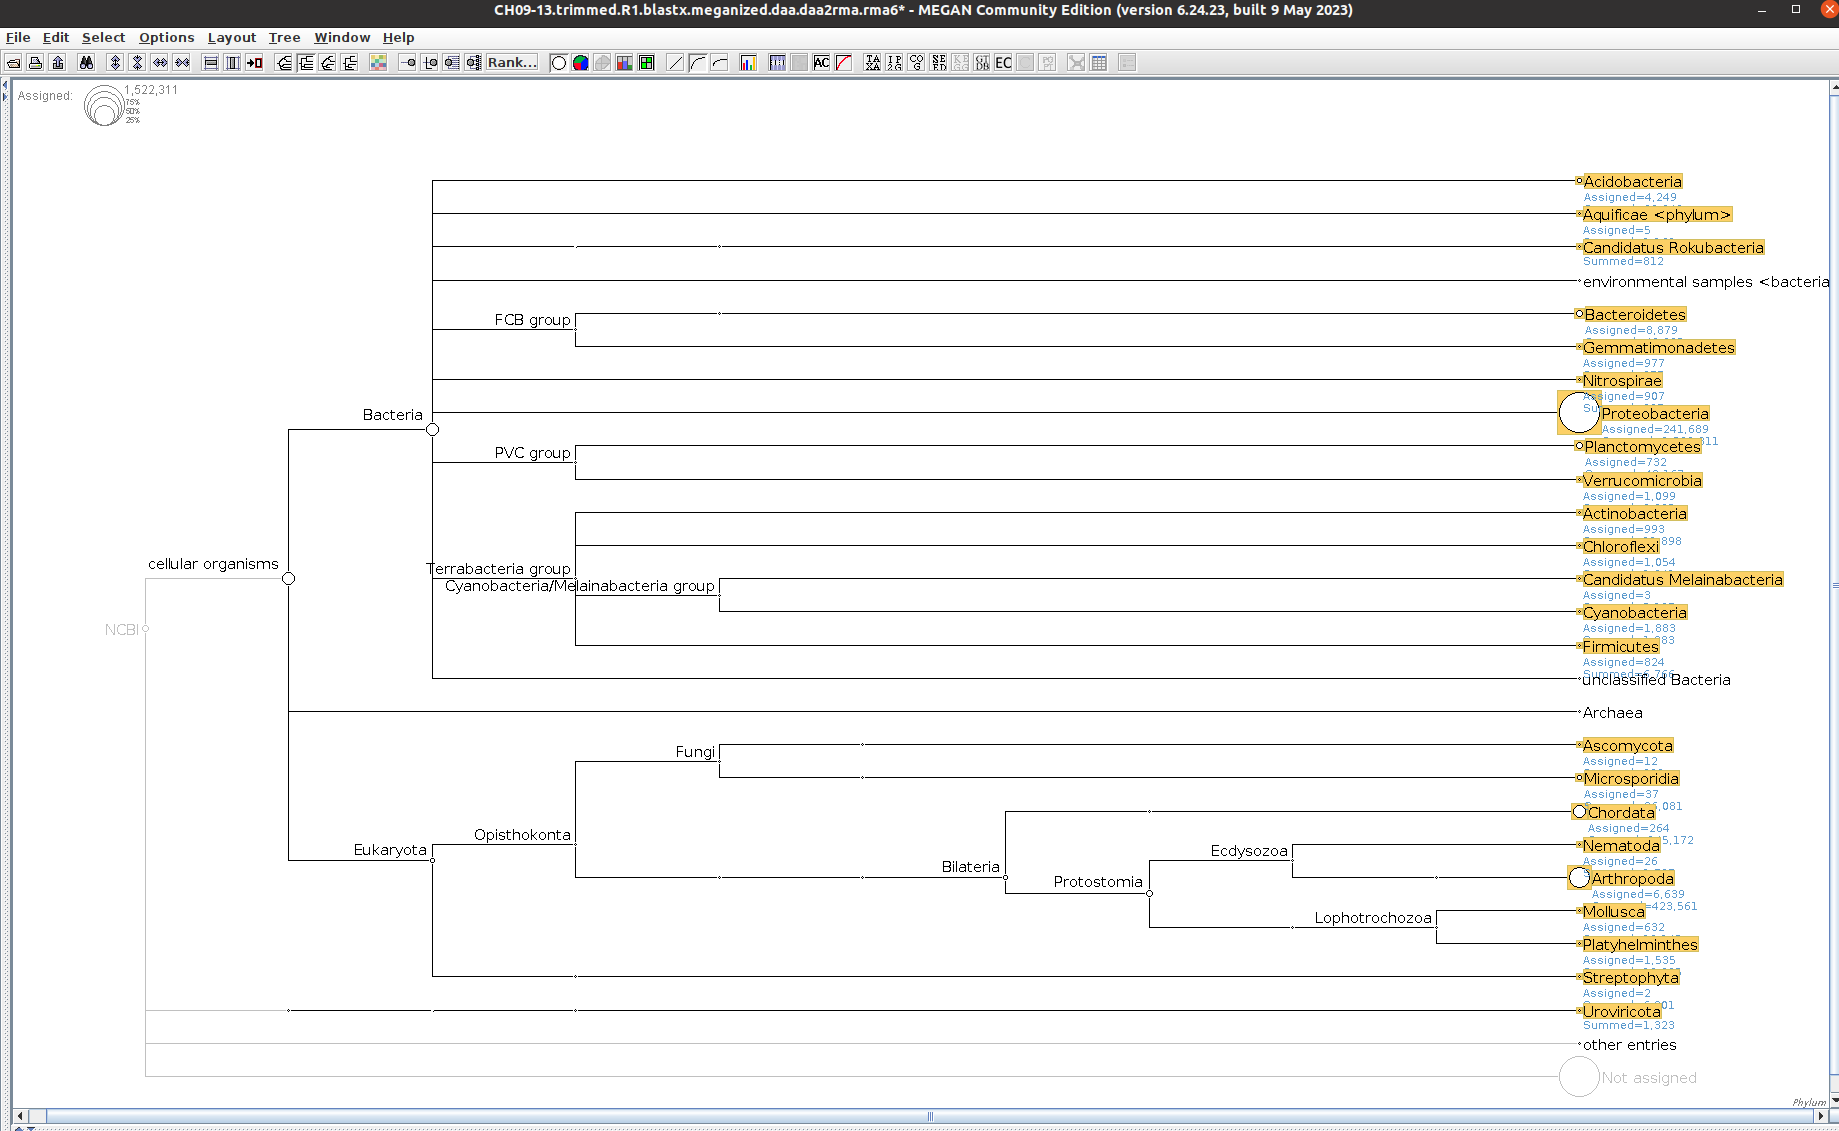 CH09-13.trimmed.R1.blastx.meganized.daa.daa2rma.rma6* - MEGAN Community Edition (version 6.24.23, built 9 May 2023)
File Edit Select Options Layout Tree Window Help
Rank...
AC
EC
Assigned:
1,522,311
75%
50%
25%
Acidobacteria
Assigned=4,249
Aquificae <phylum>
Assigned=5
Candidatus Rokubacteria
Summed=812
environmental samples <bacteria
FCB group
Bacteroidetes
Assigned=8,879
Gemmatimonadetes
Assigned=977
Nitrospirae
Assigned=907
Bacteria
Proteobacteria
Assigned=241,689
PVC group
Planctomycetes
Assigned=732
Verrucomicrobia
Assigned=1,099
Actinobacteria
Assigned=993
Chloroflexi
Assigned=1,054
cellular organisms
Terrabacteria group
Cyanobacteria/Melainabacteria group
Candidatus Melainabacteria
Assigned=3
Cyanobacteria
Assigned=1,883
NCBI
Firmicutes
Assigned=824
Summed=6,766
unclassified Bacteria
Archaea
Fungi
Ascomycota
Assigned=12
Microsporidia
Assigned=37
Chordata
Assigned=264
Opisthokonta
Eukaryota
Nematoda
Assigned=26
Ecdysozoa
Bilateria
Protostomia
Arthropoda
Assigned=6,639
=423,561
Lophotrochozoa
Mollusca
Assigned=632
Platyhelminthes
Assigned=1,535
Streptophyta
Assigned=2
Uroviricota
Summed=1,323
other entries
Not assigned
Phylum